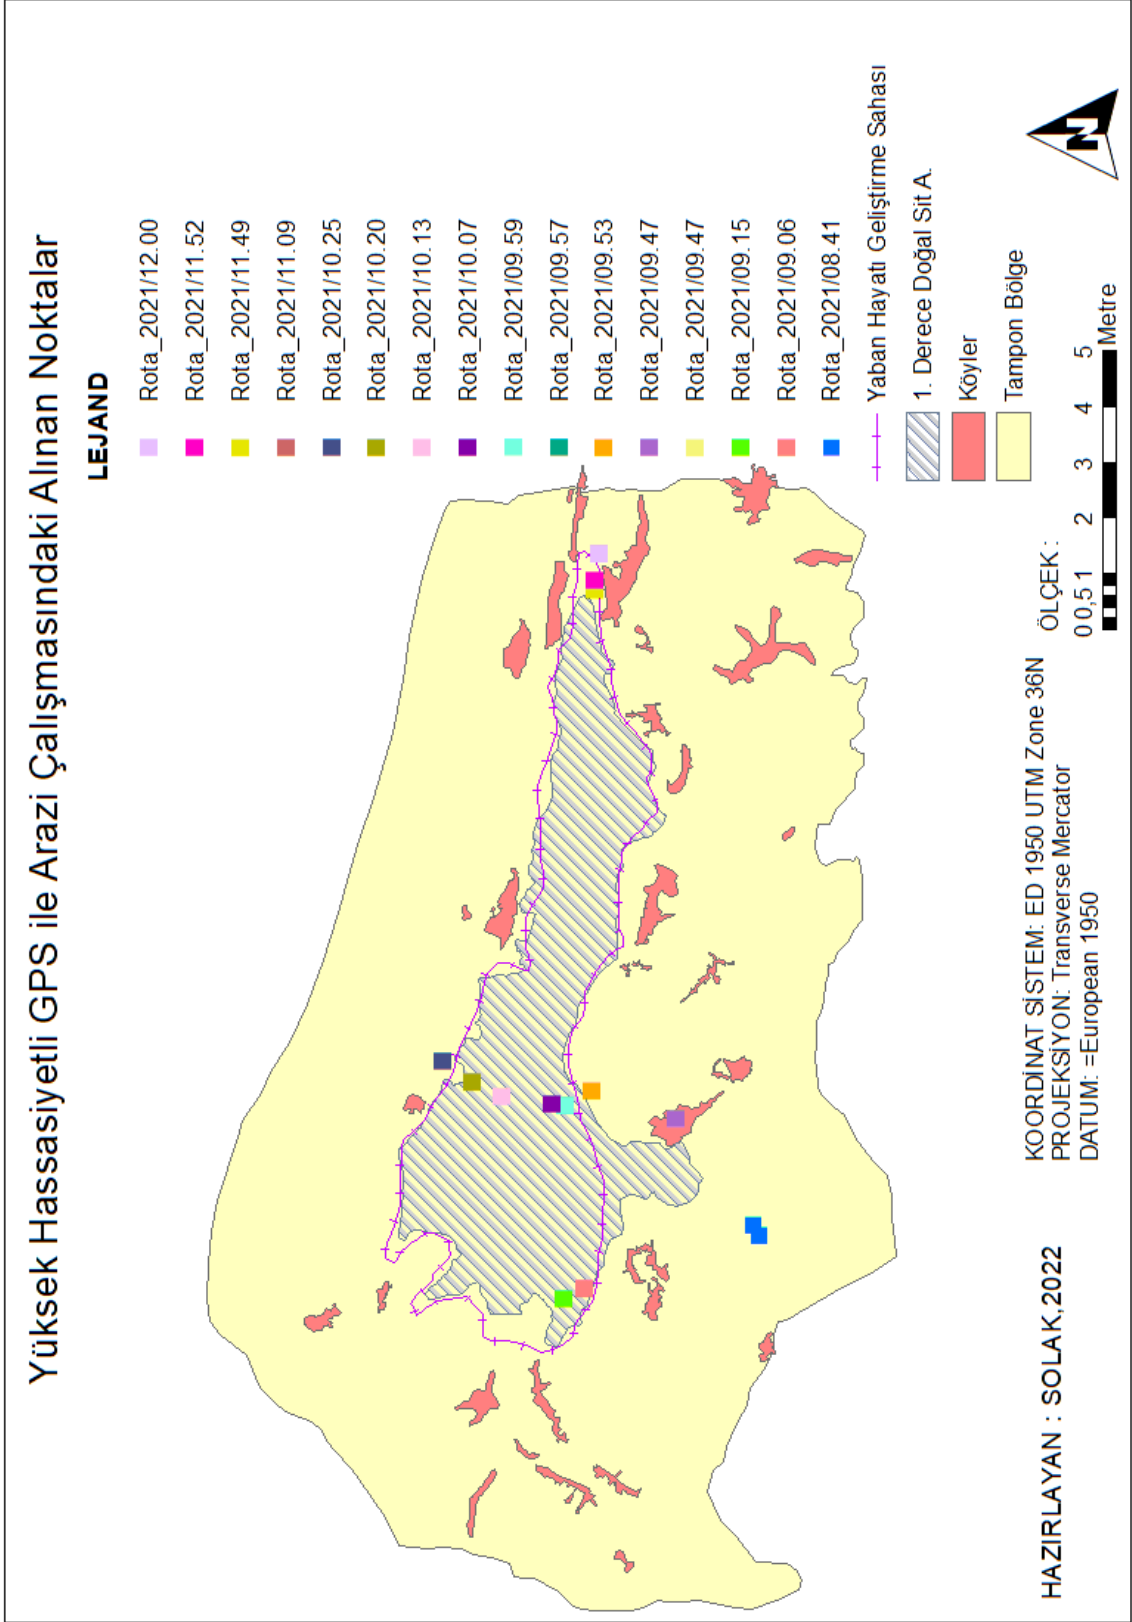 Yüksek Hassasiyetli GPS ile Arazi Çalışmasındaki Alınan Noktalar
LEJAND
Rota_2021/12.00
Rota_2021/11.52
Rota_2021/11.49
Rota_2021/11.09
Rota_2021/10.25
Rota_2021/10.20
Rota_2021/10.13
Rota_2021/10.07
Rota_2021/09.59
Rota_2021/09.57
Rota_2021/09.53
Rota_2021/09.47
Rota_2021/09.47
Rota_2021/09.15
Rota_2021/09.06
Rota_2021/08.41
Yaban Hayatı Geliştirme Sahası
1. Derece Doğal Sit A.
Köyler
Tampon Bölge
N
ÖLÇEK :
0 0,5 1 2 3 4 5
Metre
KOORDİNAT SİSTEM: ED 1950 UTM Zone 36N
PROJEKSİYON: Transverse Mercator
DATUM: =European 1950
HAZIRLAYAN : SOLAK,2022